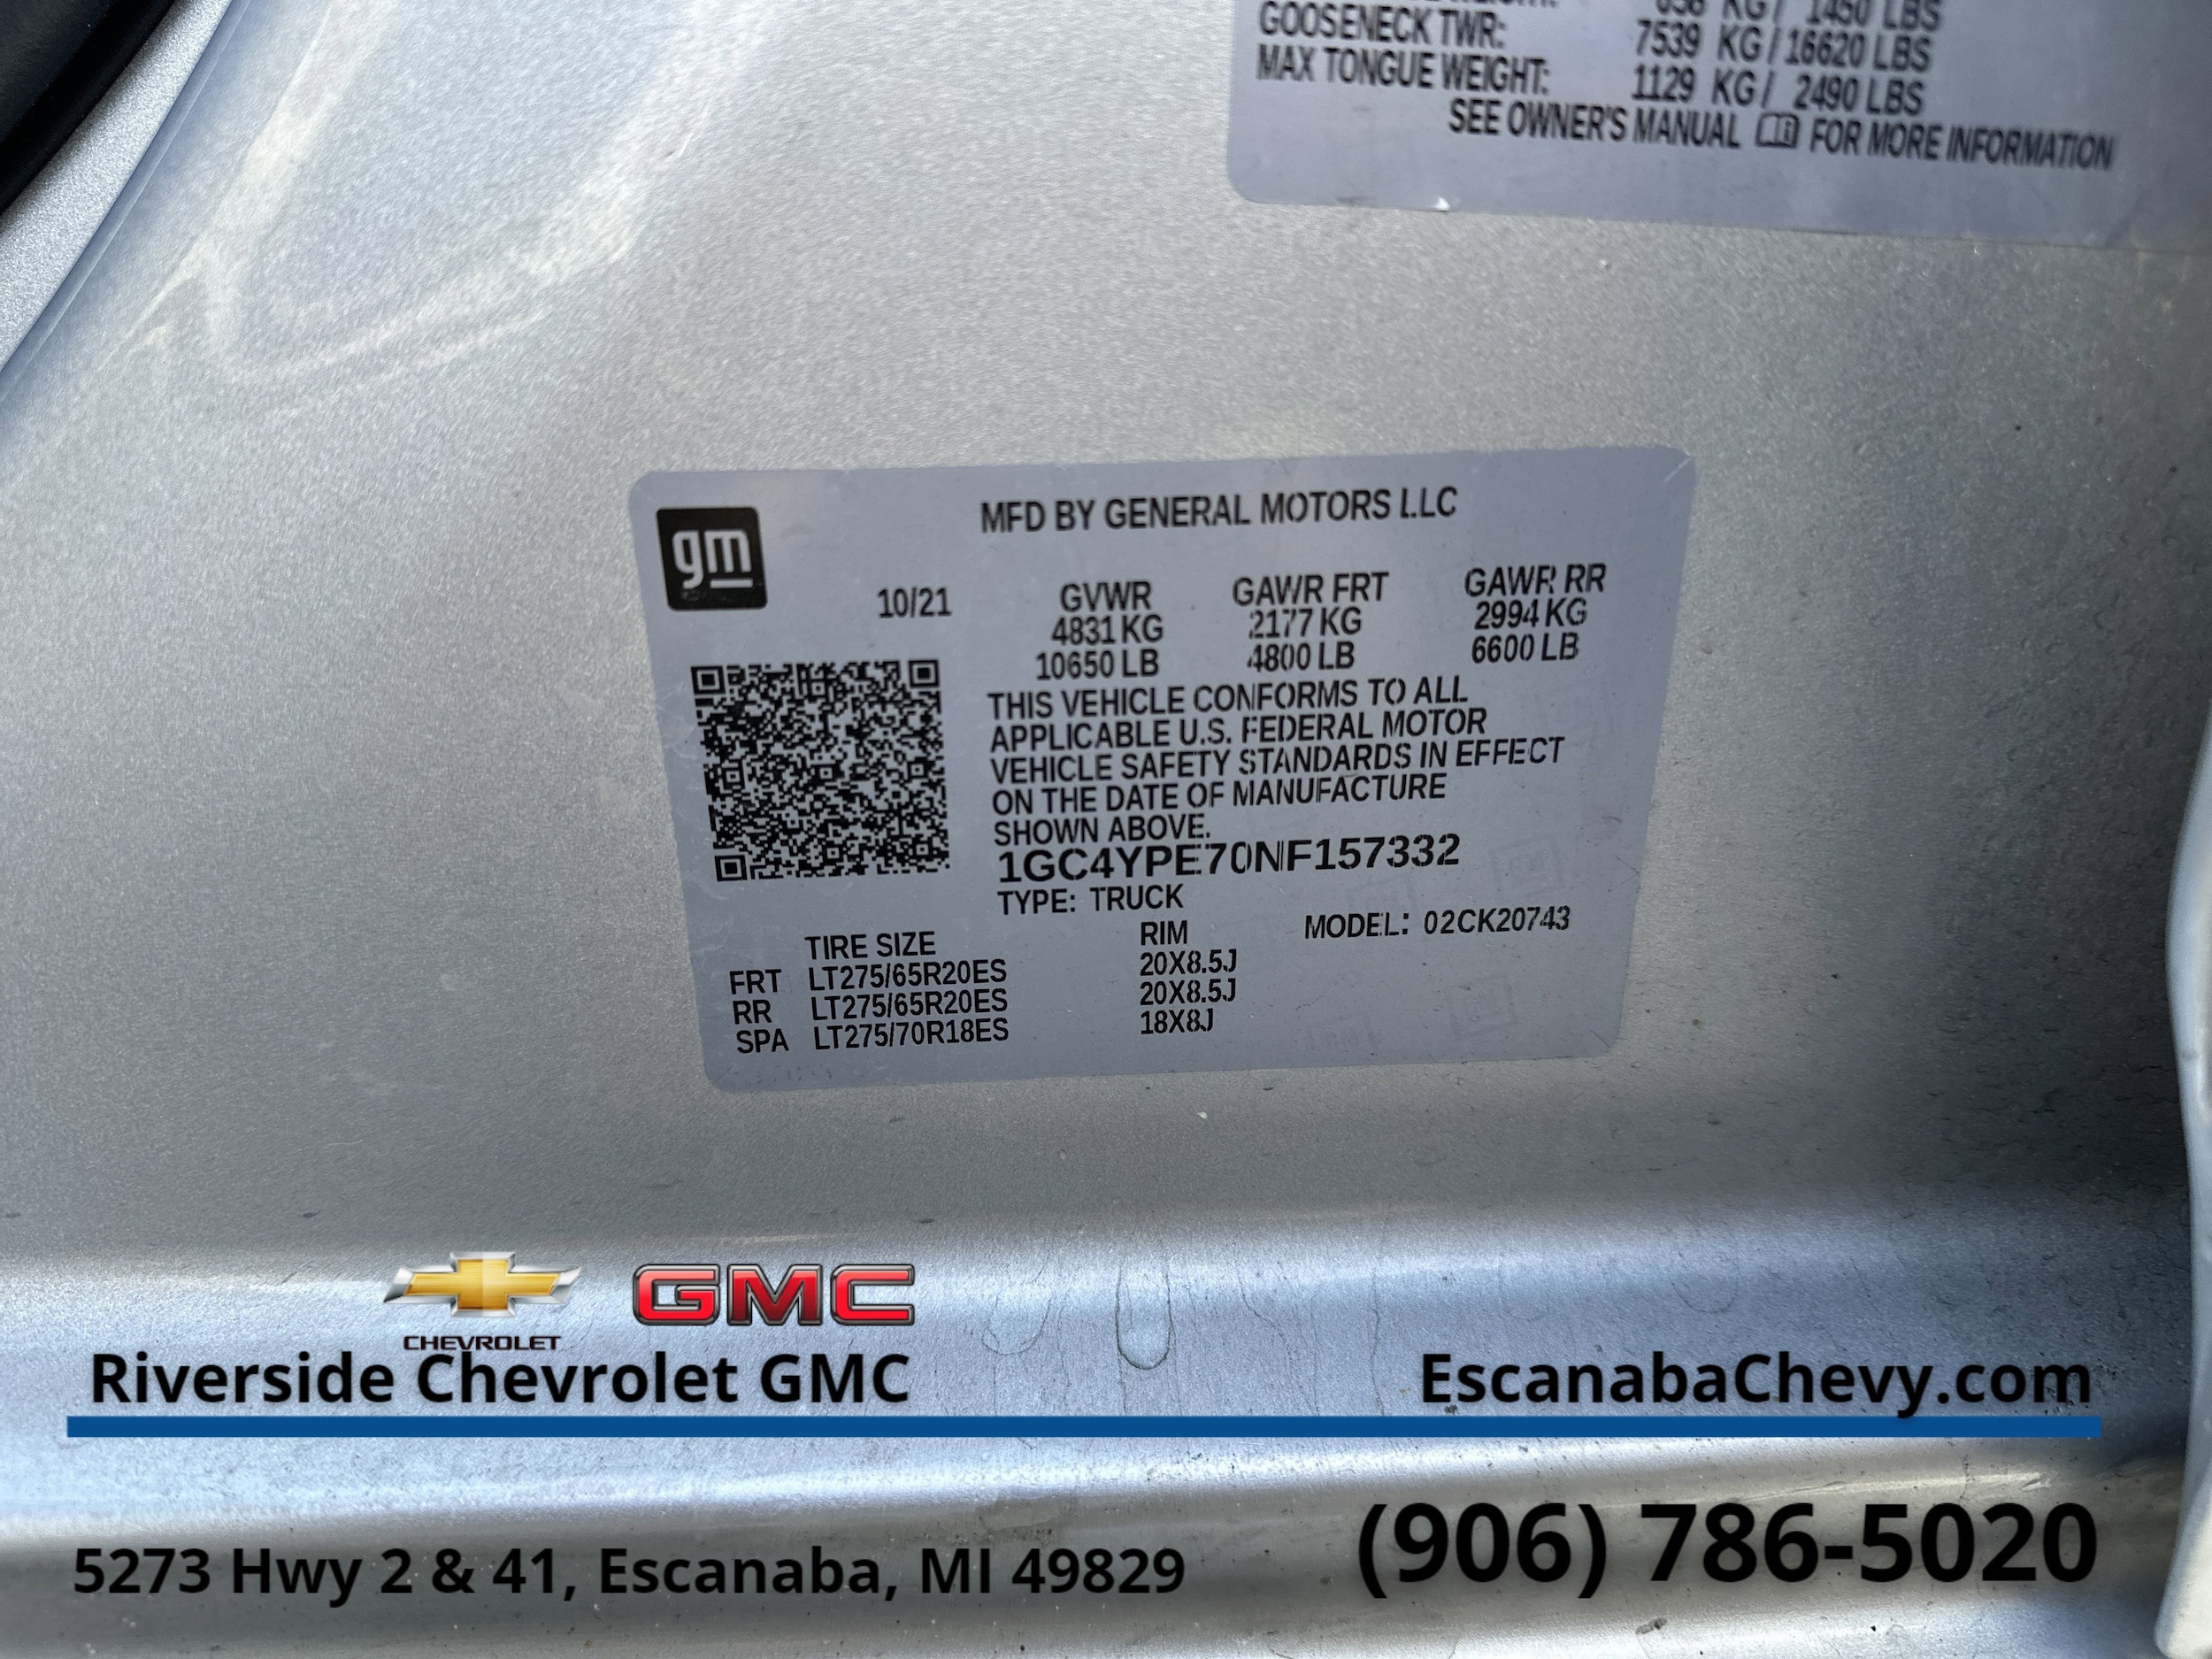 658 KG / 1450 LBS
GOOSENECK TWR: 7539 KG / 16620 LBS
MAX TONGUE WEIGHT: 1129 KG / 2490 LBS
SEE OWNER'S MANUAL FOR MORE INFORMATION
gm
MFD BY GENERAL MOTORS LLC
10/21 GVWR GAWR FRT GAWR RR
4831 KG 2177 KG 2994 KG
10650 LB 4800 LB 6600 LB
THIS VEHICLE CONFORMS TO ALL
APPLICABLE U.S. FEDERAL MOTOR
VEHICLE SAFETY STANDARDS IN EFFECT
ON THE DATE OF MANUFACTURE
SHOWN ABOVE.
1GC4YPE70NF157332
TYPE: TRUCK
MODEL: 02CK20743
TIRE SIZE RIM
FRT LT275/65R20ES 20X8.5J
RR LT275/65R20ES 20X8.5J
SPA LT275/70R18ES 18X8J
CHEVROLET
GMC
Riverside Chevrolet GMC
EscanabaChevy.com
5273 Hwy 2 & 41, Escanaba, MI 49829
(906) 786-5020